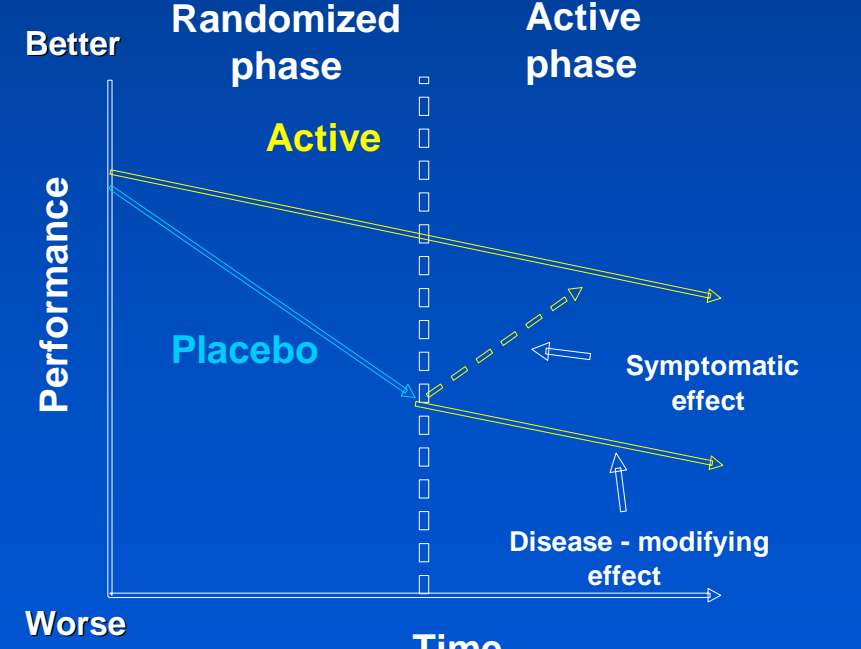 Better
Randomized
phase
Active
phase
Active
Performance
Placebo
Symptomatic
effect
Disease - modifying
effect
Worse
Time